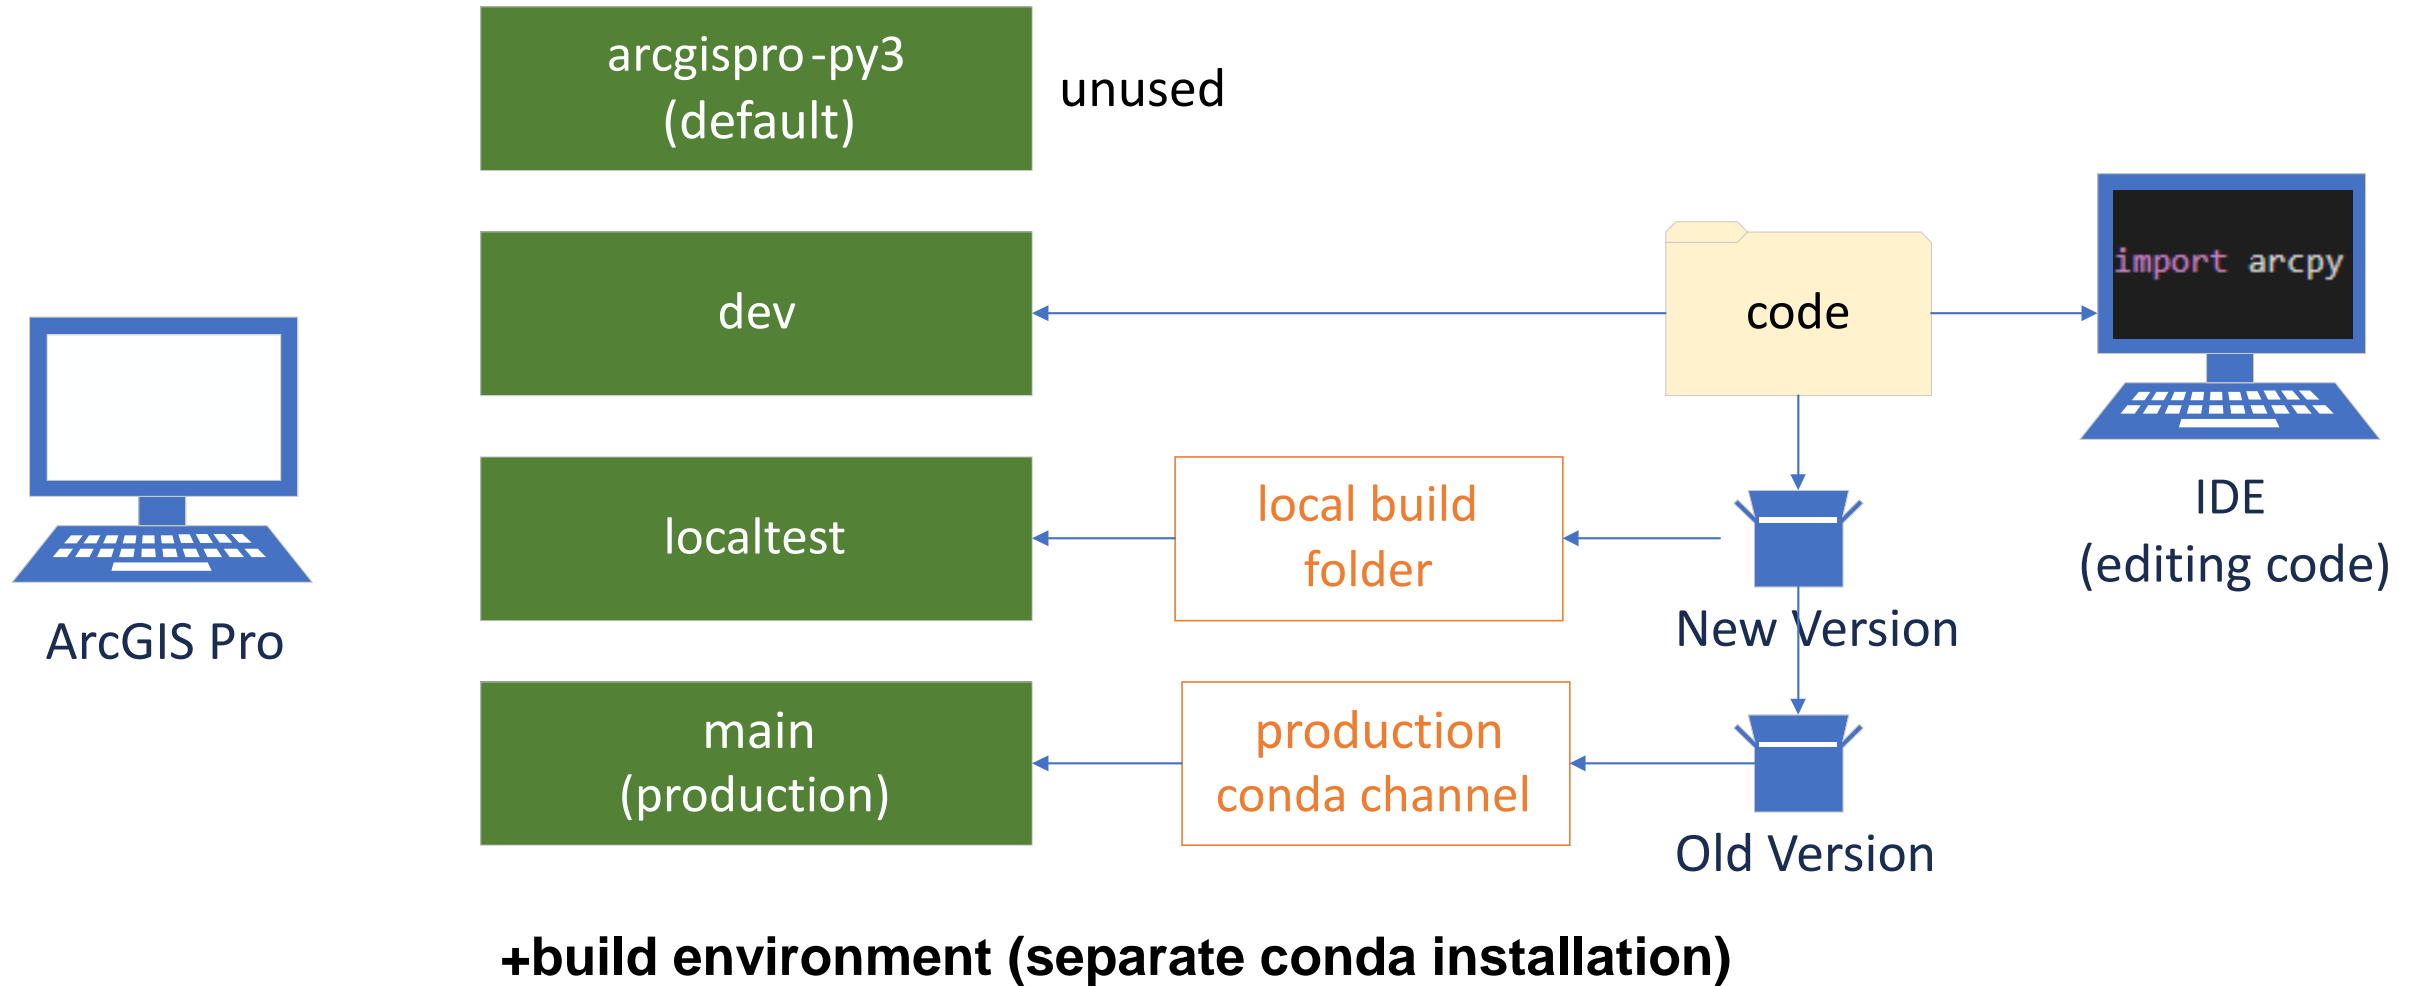 arcgispro-py3
(default)
unused
dev
code
import arcpy
IDE
(editing code)
ArcGIS Pro
localtest
local build
folder
New Version
main
(production)
production
conda channel
Old Version
+build environment (separate conda installation)